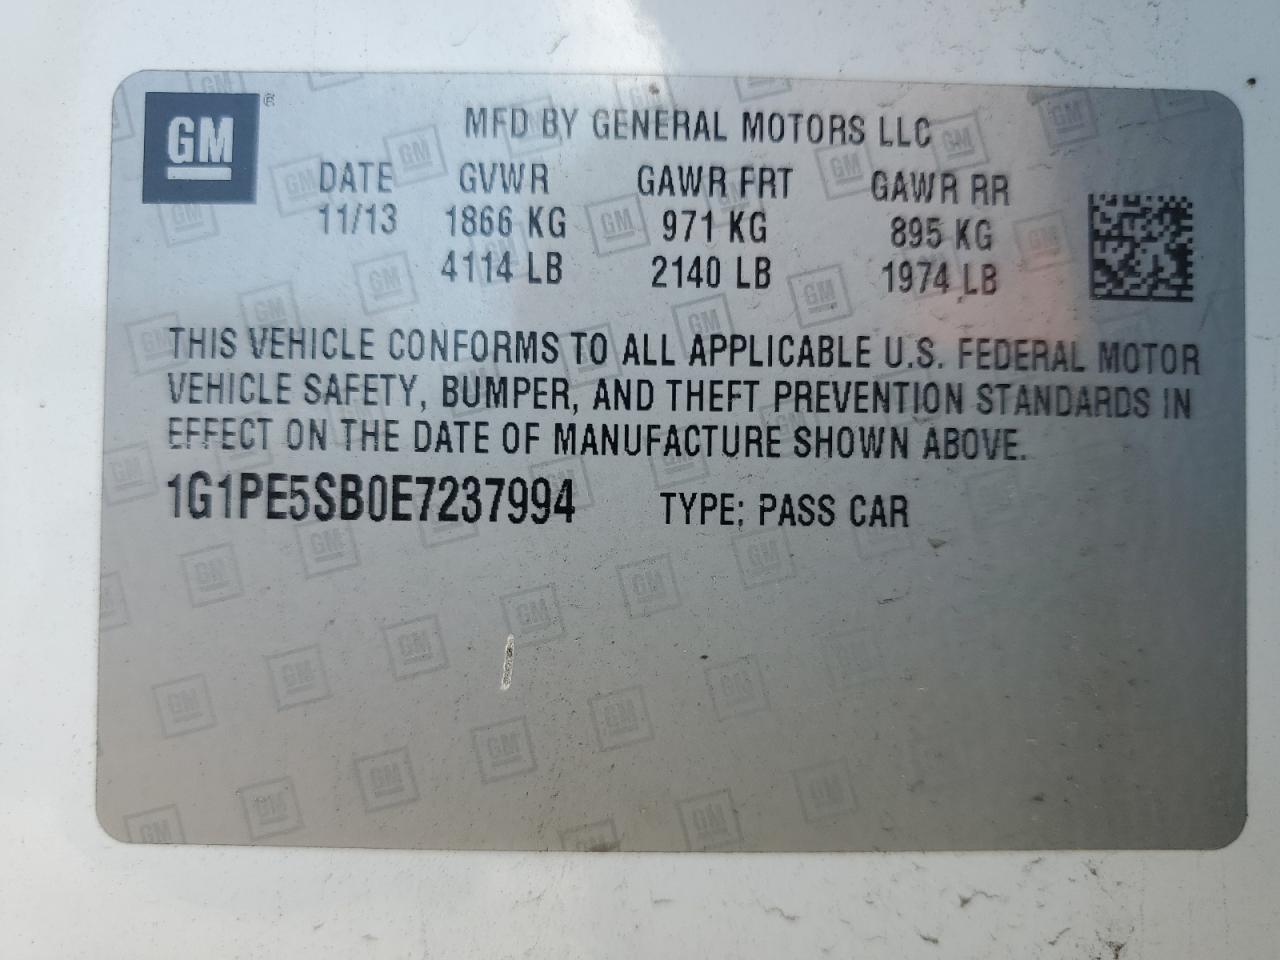 GM ®
MFD BY GENERAL MOTORS LLC
DATE GVWR GAWR FRT GAWR RR
11/13 1866 KG 971 KG 895 KG
4114 LB 2140 LB 1974 LB
THIS VEHICLE CONFORMS TO ALL APPLICABLE U.S. FEDERAL MOTOR
VEHICLE SAFETY, BUMPER, AND THEFT PREVENTION STANDARDS IN
EFFECT ON THE DATE OF MANUFACTURE SHOWN ABOVE.
1G1PE5SB0E7237994 TYPE: PASS CAR